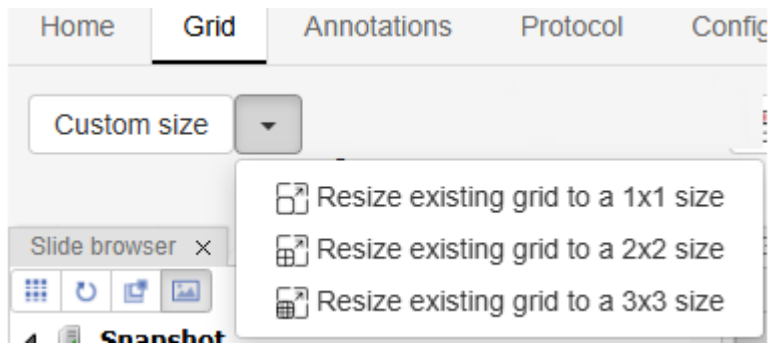 Home Grid Annotations Protocol
Custom size
Resize existing grid to a 1x1 size
Resize existing grid to a 2x2 size
Slide browser
Resize existing grid to a 3x3 size
Snapshot